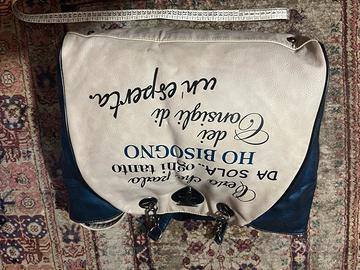 Certo che parlo
DA SOLA.. ogni tanto
HO BISOGNO
dei
Consigli di
un esperta.